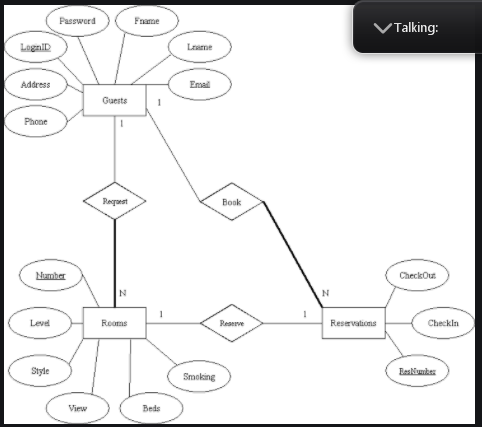 Talking:
Password
Fname
LoginID
Lname
Address
Email
Guests
1
Phone
1
Request
Book
Number
CheckOut
N
N
Level
Rooms
1
Reserve
1
Reservations
CheckIn
Style
Smoking
ResNumber
View
Beds